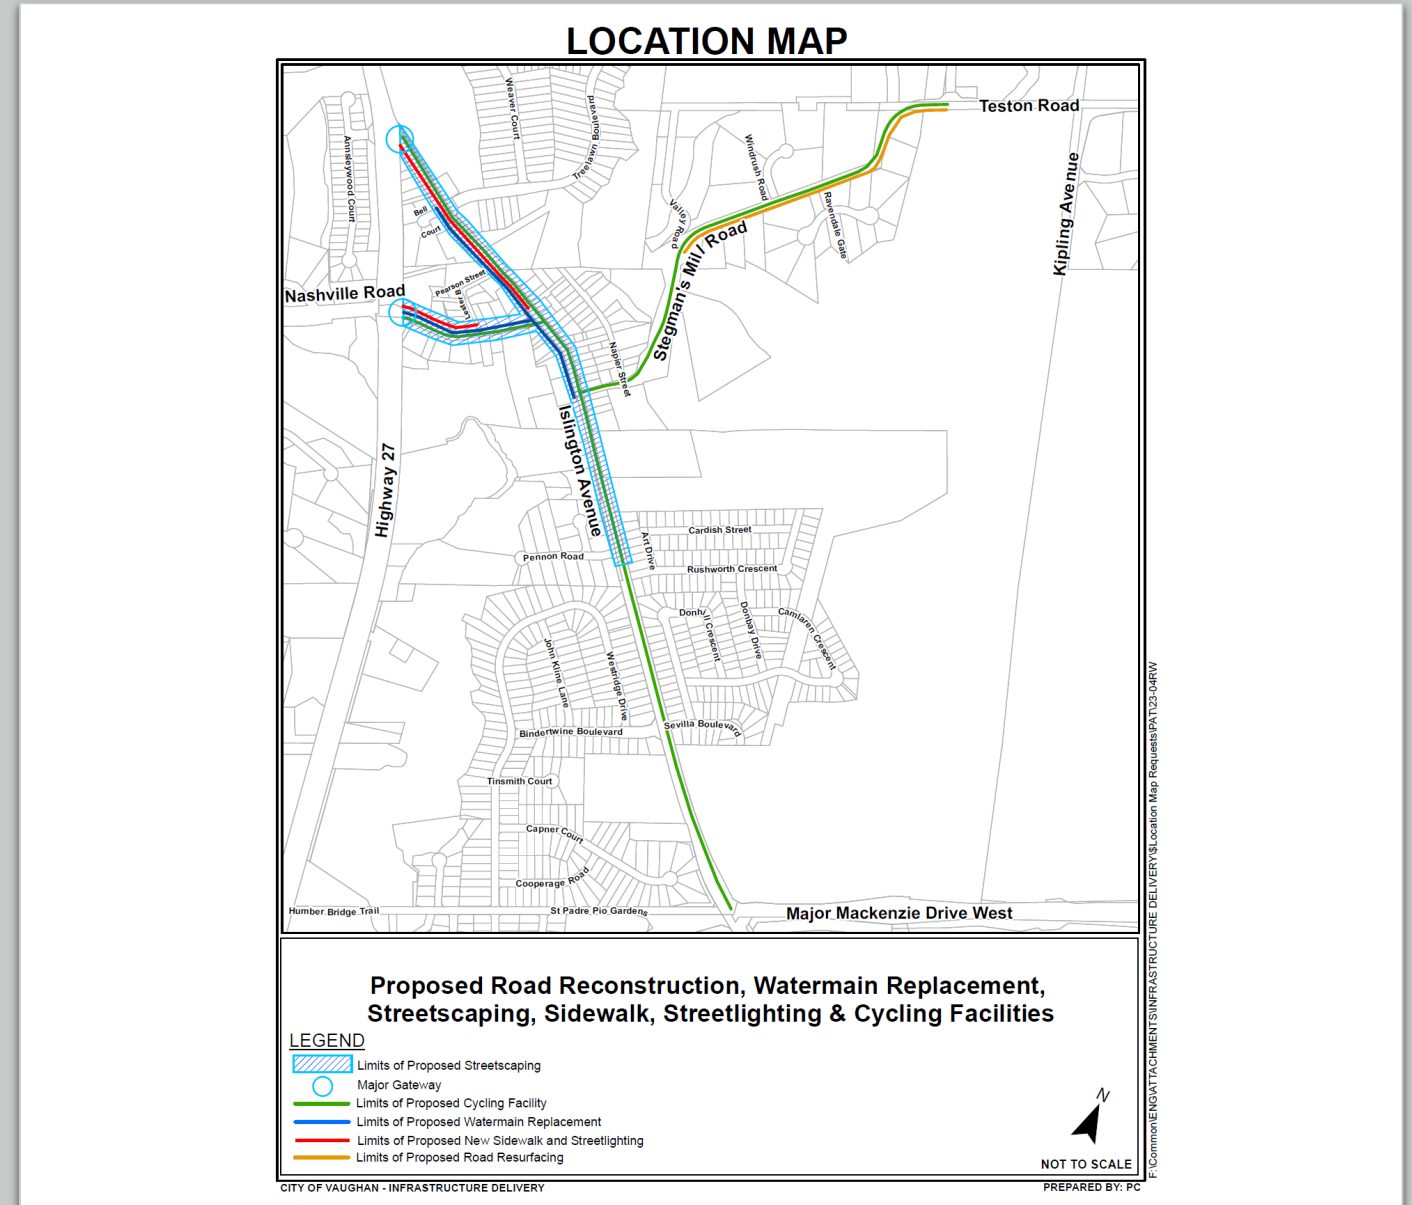 LOCATION MAP
Weaver Court
Treelawn Boulevard
Annsleywood Court
Windrush Road
Teston Road
Kipling Avenue
Valley Road
Ravendale Gate
Bell Court
Stegman's Mill Road
Pearson Street
Nashville Road
Napier Street
Islington Avenue
Highway 27
Cardish Street
Art Drive
Pennon Road
Rushworth Crescent
Donhill Crescent
Donbay Drive
Camlaren Crescent
John Kline Lane
Westridge Drive
Sevilla Boulevard
Bindertwine Boulevard
Tinsmith Court
Capner Court
Cooperage Road
Humber Bridge Trail
St Padre Pio Gardens
Major Mackenzie Drive West
Proposed Road Reconstruction, Watermain Replacement,
Streetscaping, Sidewalk, Streetlighting & Cycling Facilities
LEGEND
Limits of Proposed Streetscaping
Major Gateway
Limits of Proposed Cycling Facility
Limits of Proposed Watermain Replacement
Limits of Proposed New Sidewalk and Streetlighting
Limits of Proposed Road Resurfacing
N
NOT TO SCALE
CITY OF VAUGHAN - INFRASTRUCTURE DELIVERY
PREPARED BY: PC
F:\Common\ENG\ATTACHMENTS\INFRASTRUCTURE DELIVERY\$Location Map Requests\PAT\23-04RW